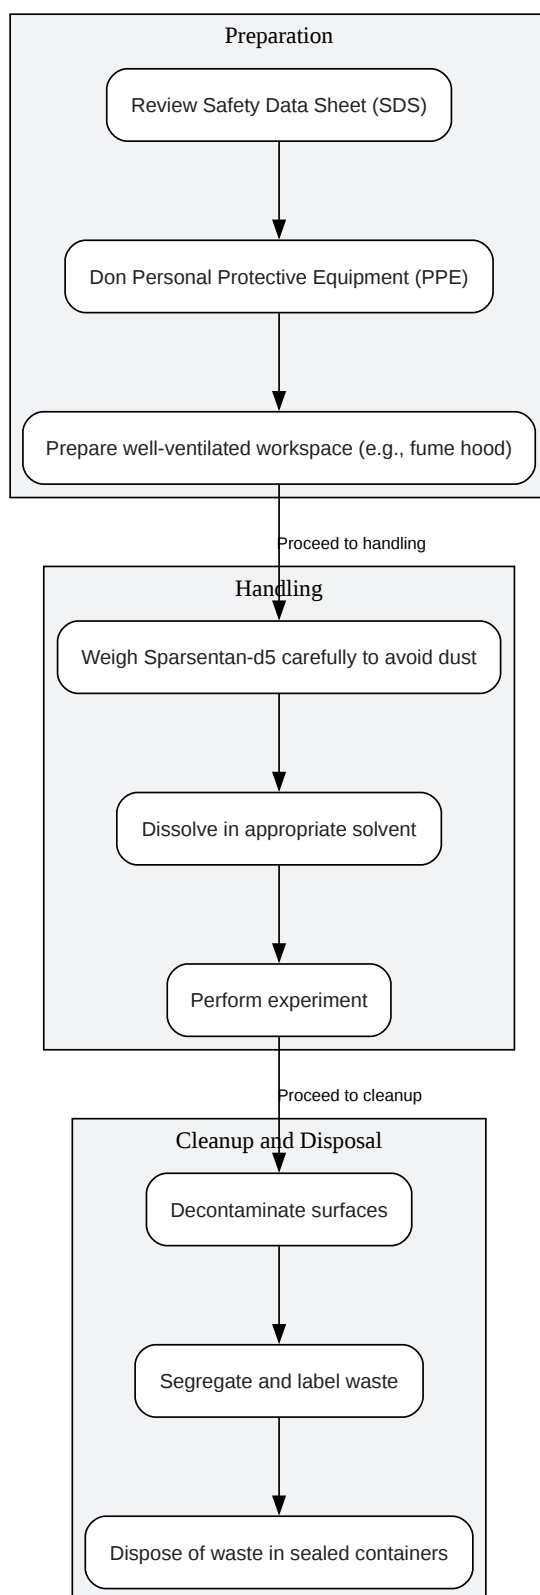 Preparation
Review Safety Data Sheet (SDS)
Don Personal Protective Equipment (PPE)
Prepare well-ventilated workspace (e.g., fume hood)
Proceed to handling
Handling
Weigh Sparsentan-d5 carefully to avoid dust
Dissolve in appropriate solvent
Perform experiment
Proceed to cleanup
Cleanup and Disposal
Decontaminate surfaces
Segregate and label waste
Dispose of waste in sealed containers